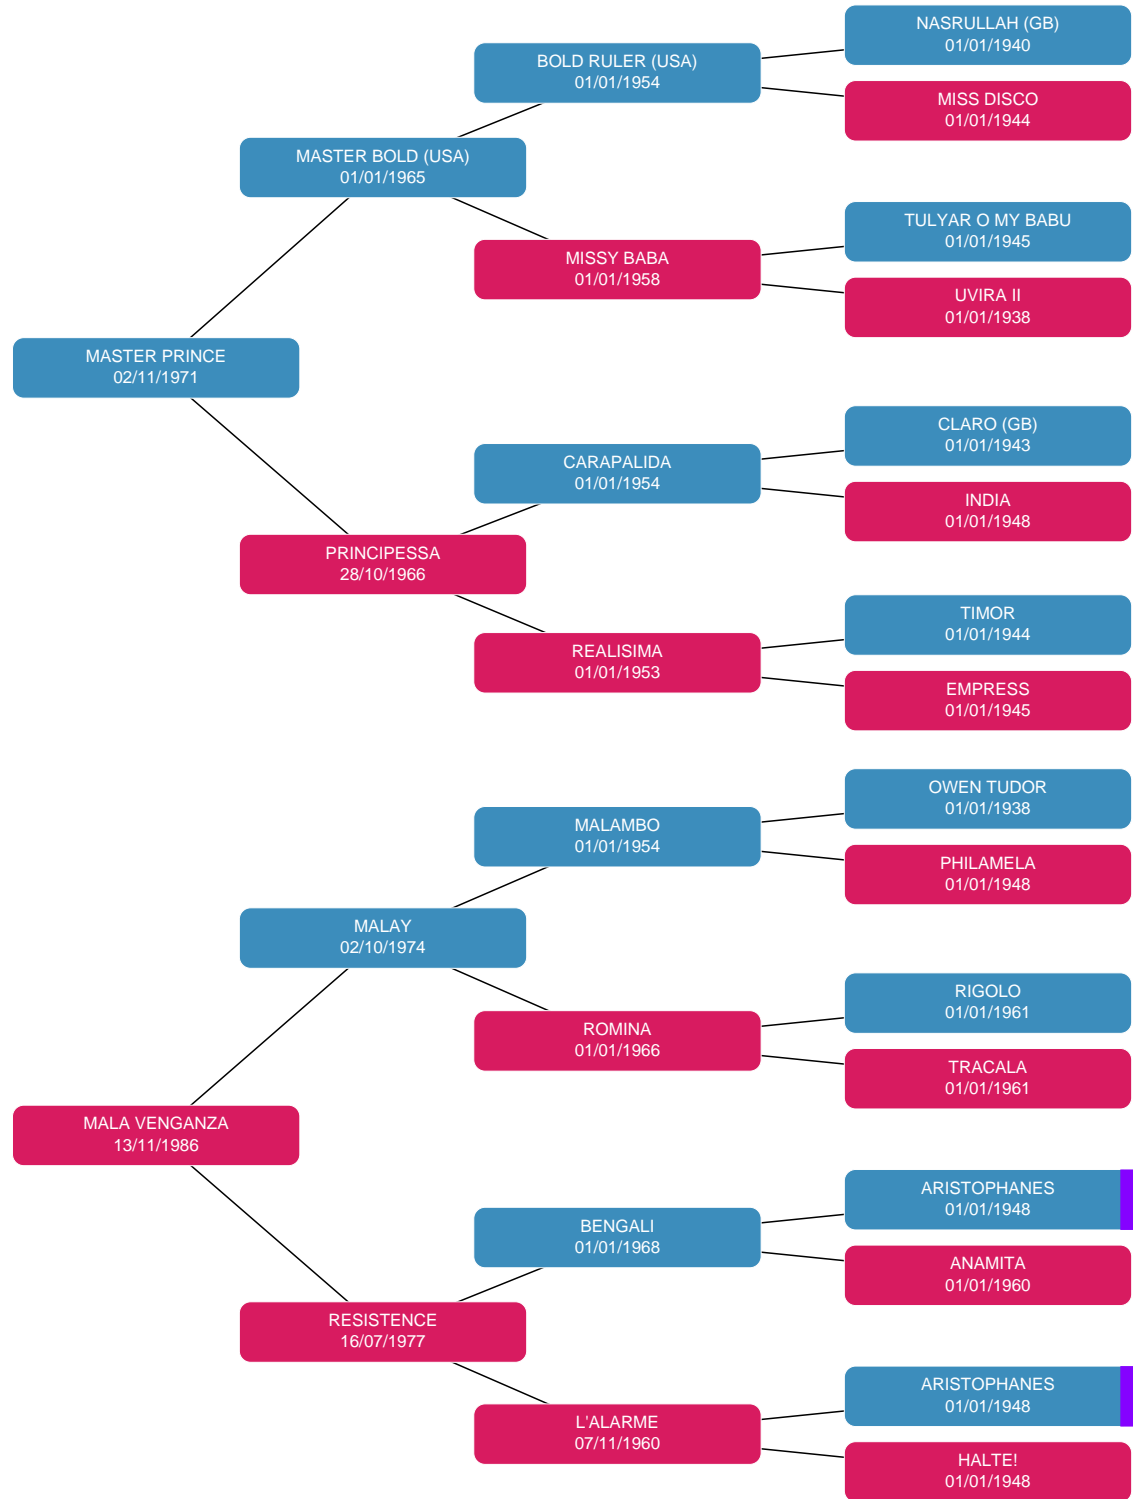 NASRULLAH (GB)
01/01/1940
BOLD RULER (USA)
01/01/1954
MISS DISCO
01/01/1944
MASTER BOLD (USA)
01/01/1965
TULYAR O MY BABU
01/01/1945
MISSY BABA
01/01/1958
UVIRA II
01/01/1938
MASTER PRINCE
02/11/1971
CLARO (GB)
01/01/1943
CARAPALIDA
01/01/1954
INDIA
01/01/1948
PRINCIPESSA
28/10/1966
TIMOR
01/01/1944
REALISIMA
01/01/1953
EMPRESS
01/01/1945
OWEN TUDOR
01/01/1938
MALAMBO
01/01/1954
PHILAMELA
01/01/1948
MALAY
02/10/1974
RIGOLO
01/01/1961
ROMINA
01/01/1966
TRACALA
01/01/1961
MALA VENGANZA
13/11/1986
ARISTOPHANES
01/01/1948
BENGALI
01/01/1968
ANAMITA
01/01/1960
RESISTENCE
16/07/1977
ARISTOPHANES
01/01/1948
L'ALARME
07/11/1960
HALTE!
01/01/1948